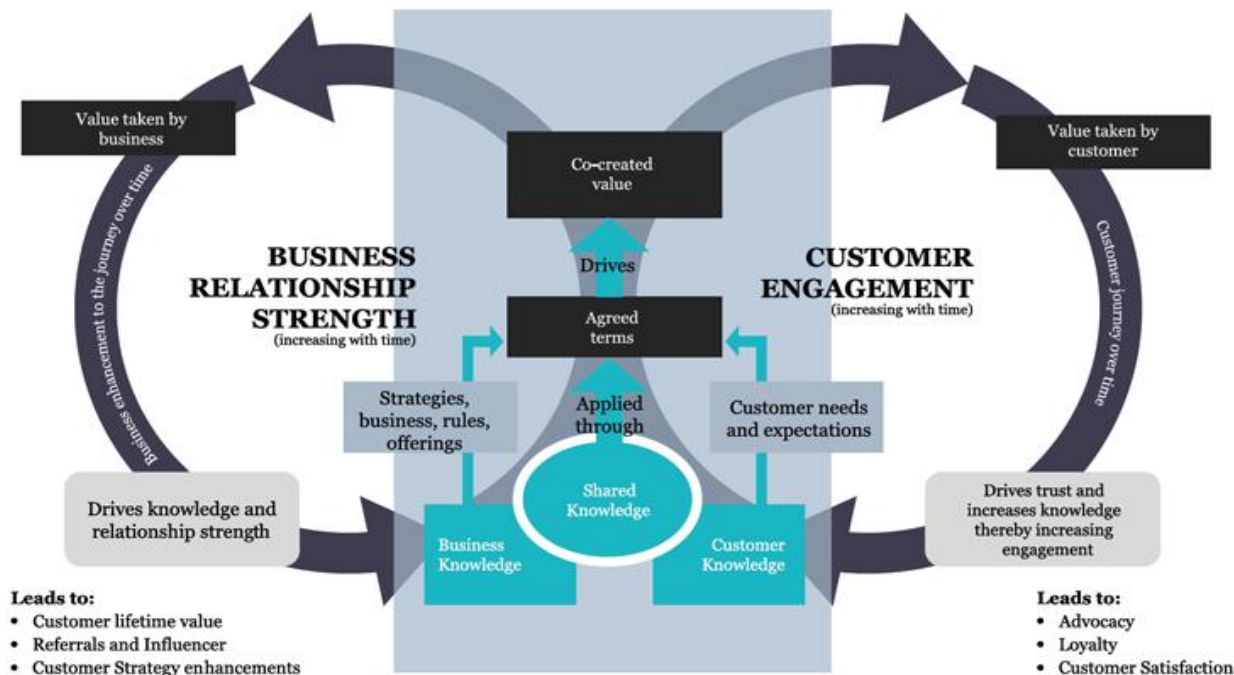 Value taken by
business
Business enhancement to the journey over time
BUSINESS
RELATIONSHIP
STRENGTH
(increasing with time)
Drives knowledge and
relationship strength
Leads to:
• Customer lifetime value
• Referrals and Influencer
• Customer Strategy enhancements
Co-created
value
Drives
Agreed
terms
Strategies,
business, rules,
offerings
Applied
through
Customer needs
and expectations
Shared
Knowledge
Business
Knowledge
Customer
Knowledge
CUSTOMER
ENGAGEMENT
(increasing with time)
Value taken by
customer
Customer journey over time
Drives trust and
increases knowledge
thereby increasing
engagement
Leads to:
• Advocacy
• Loyalty
• Customer Satisfaction